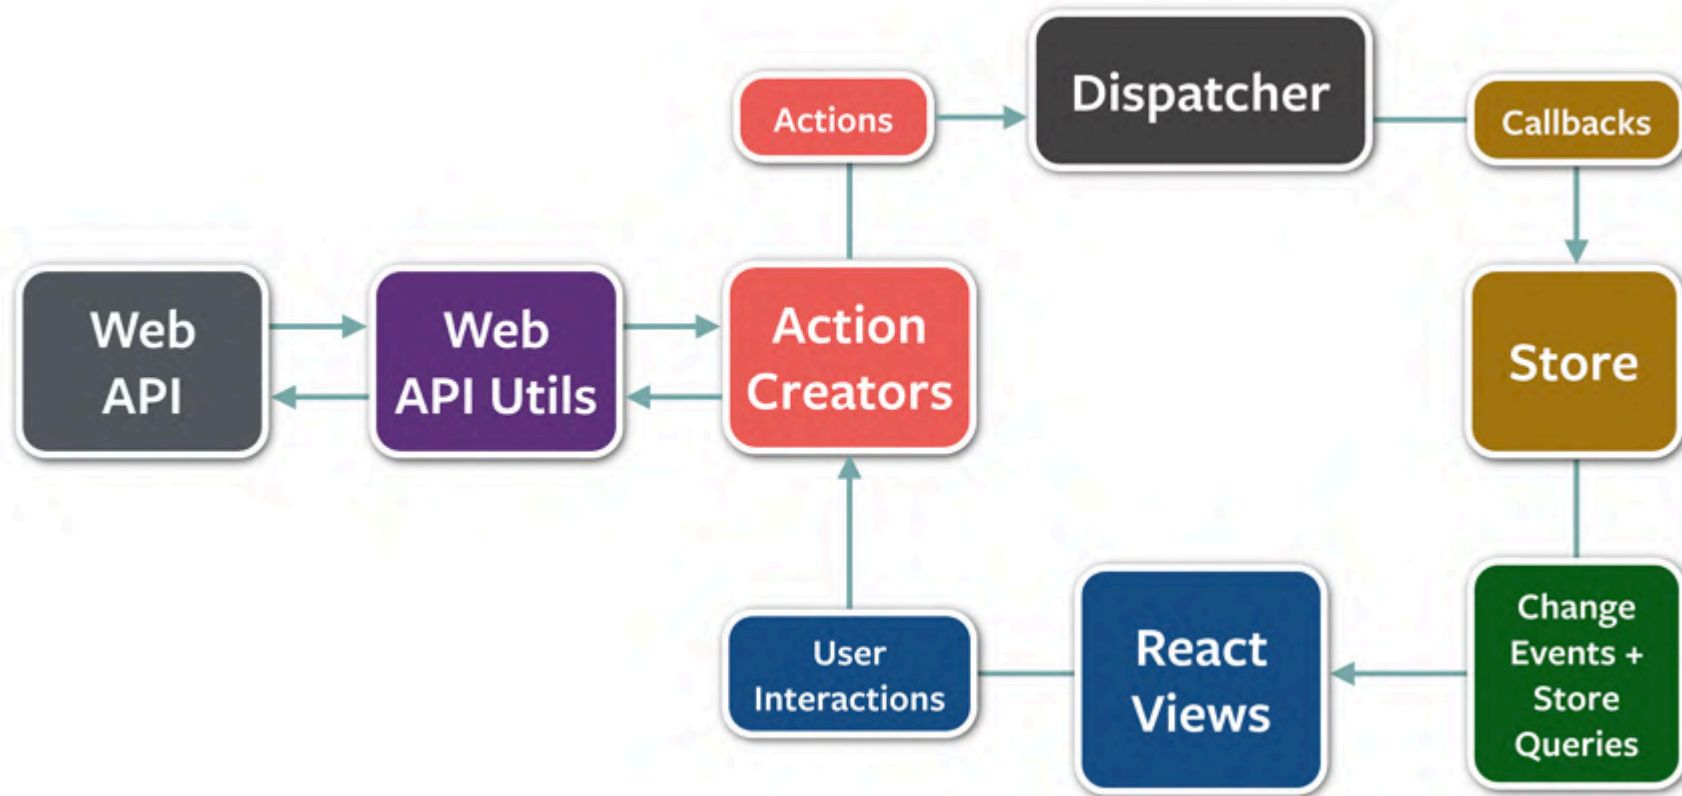 Dispatcher
Actions
Callbacks
Web
API
Web
API Utils
Action
Creators
Store
User
Interactions
React
Views
Change
Events +
Store
Queries